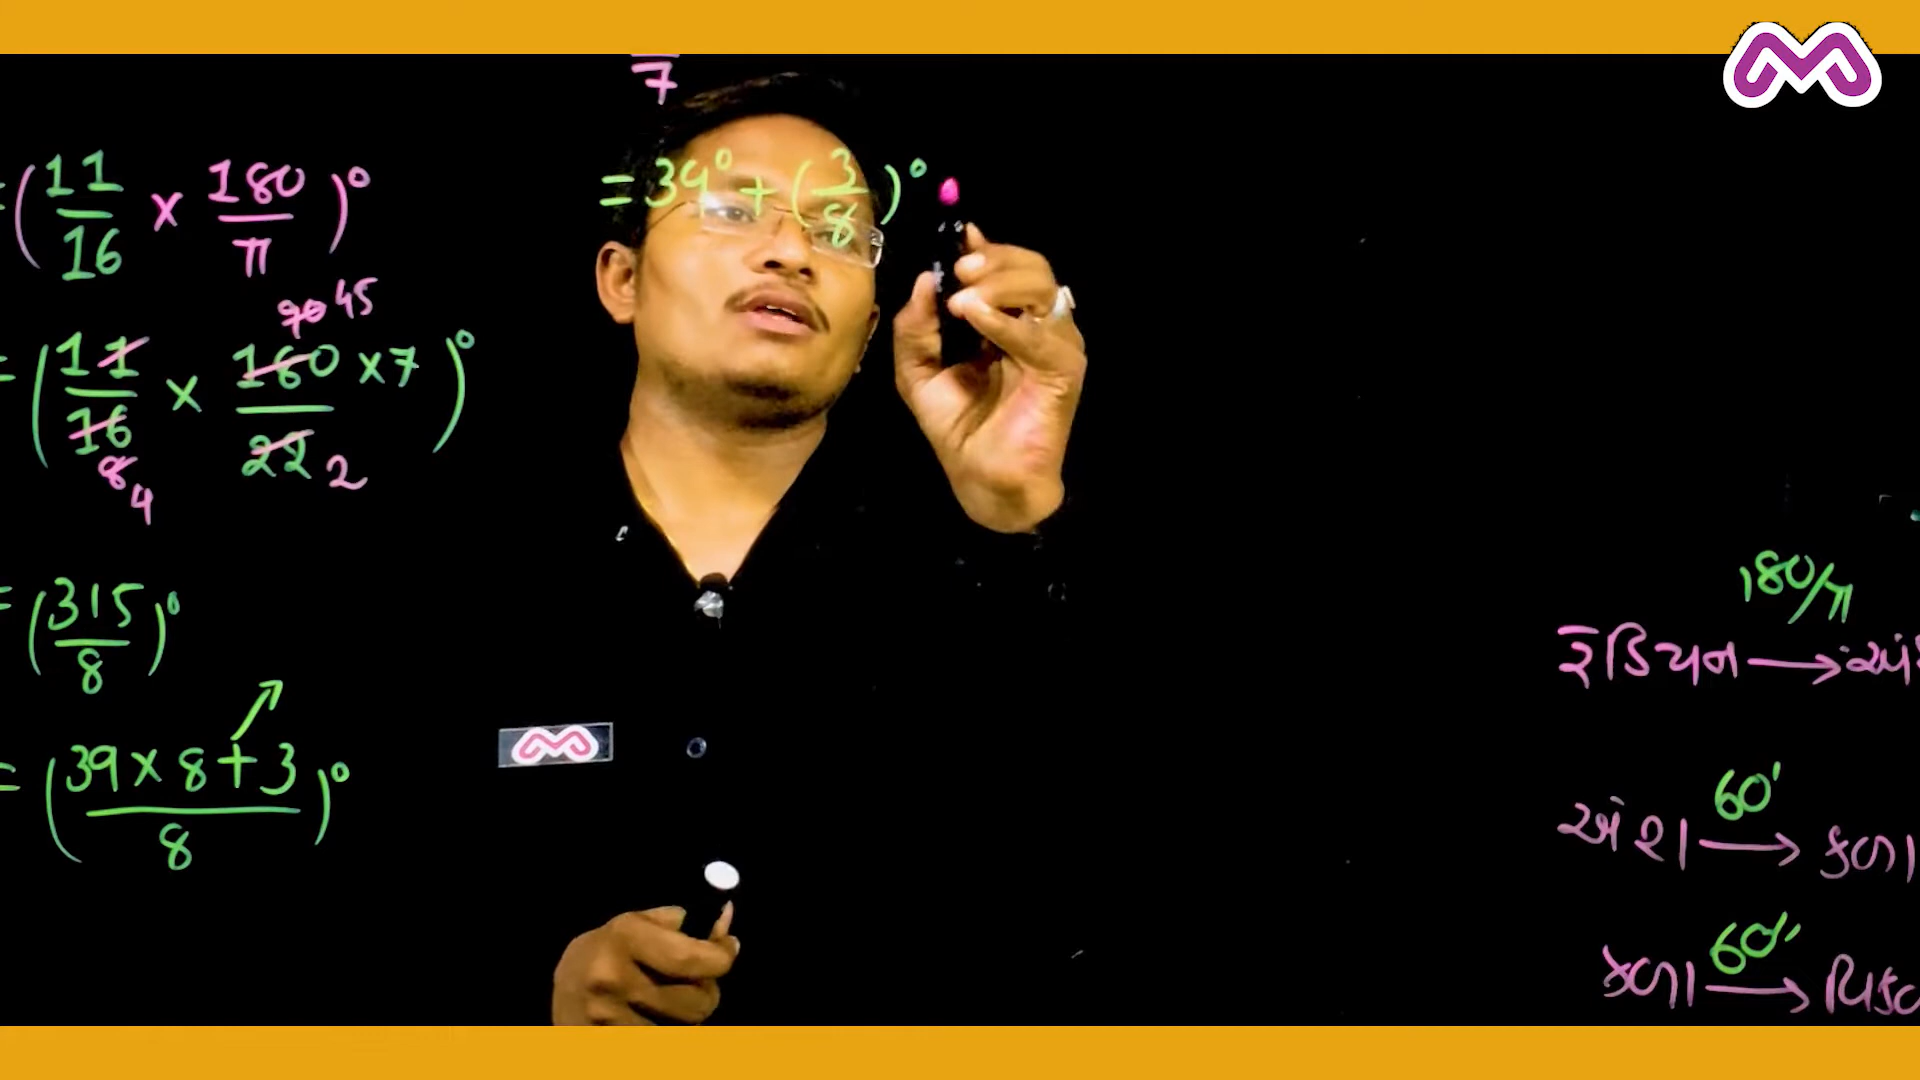 7
= (11/16 × 180/π)°
= 39° + (3/8)°
90 45
= (11/16 × 180 × 7/22)°
8 4 2
= (315/8)°
= (39 × 8 + 3/8)°
180/π
રેડિયન →
60'
અંશ → કળા
60''
કળા →